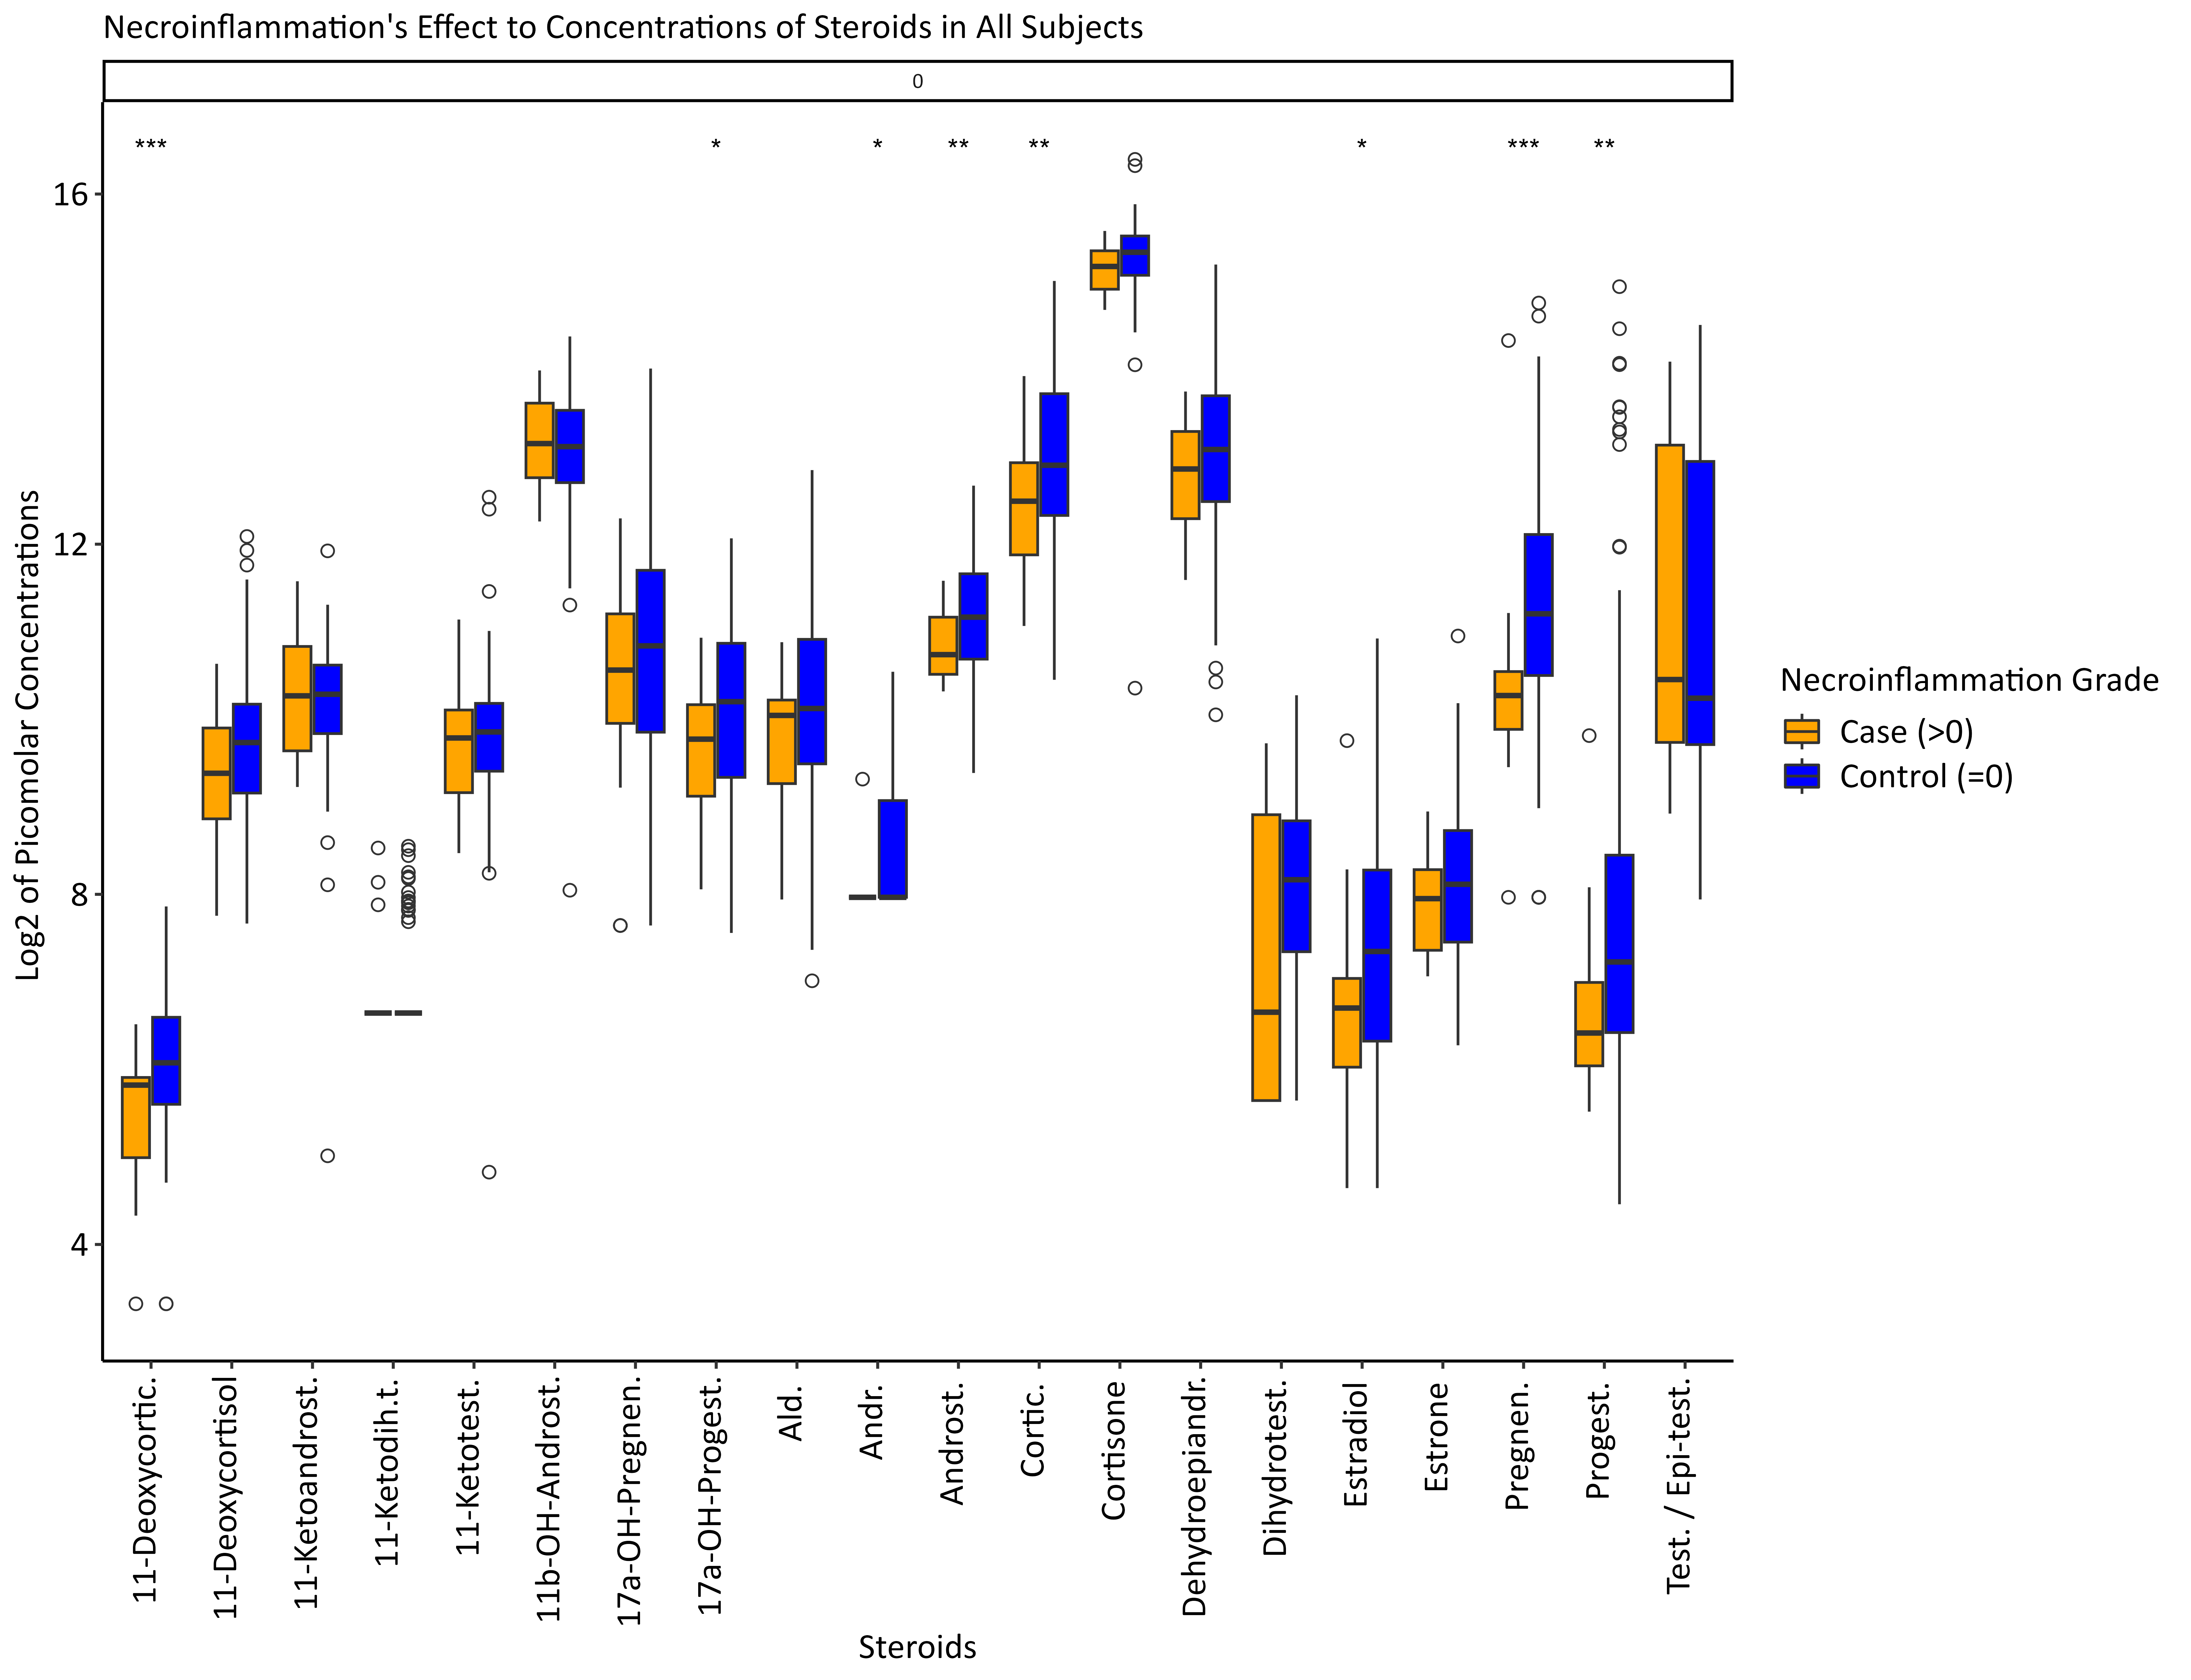 Necroinflammation's Effect to Concentrations of Steroids in All Subjects
0
*** * * ** ** * *** **
16
12
8
4
Log2 of Picomolar Concentrations
11-Deoxycortic.
11-Deoxycortisol
11-Ketoandrost.
11-Ketodih.t.
11-Ketotest.
11b-OH-Androst.
17a-OH-Pregnen.
17a-OH-Progest.
Ald.
Andr.
Androst.
Cortic.
Cortisone
Dehydroepiandr.
Dihydrotest.
Estradiol
Estrone
Pregnen.
Progest.
Test. / Epi-test.
Steroids
Necroinflammation Grade
Case (>0)
Control (=0)